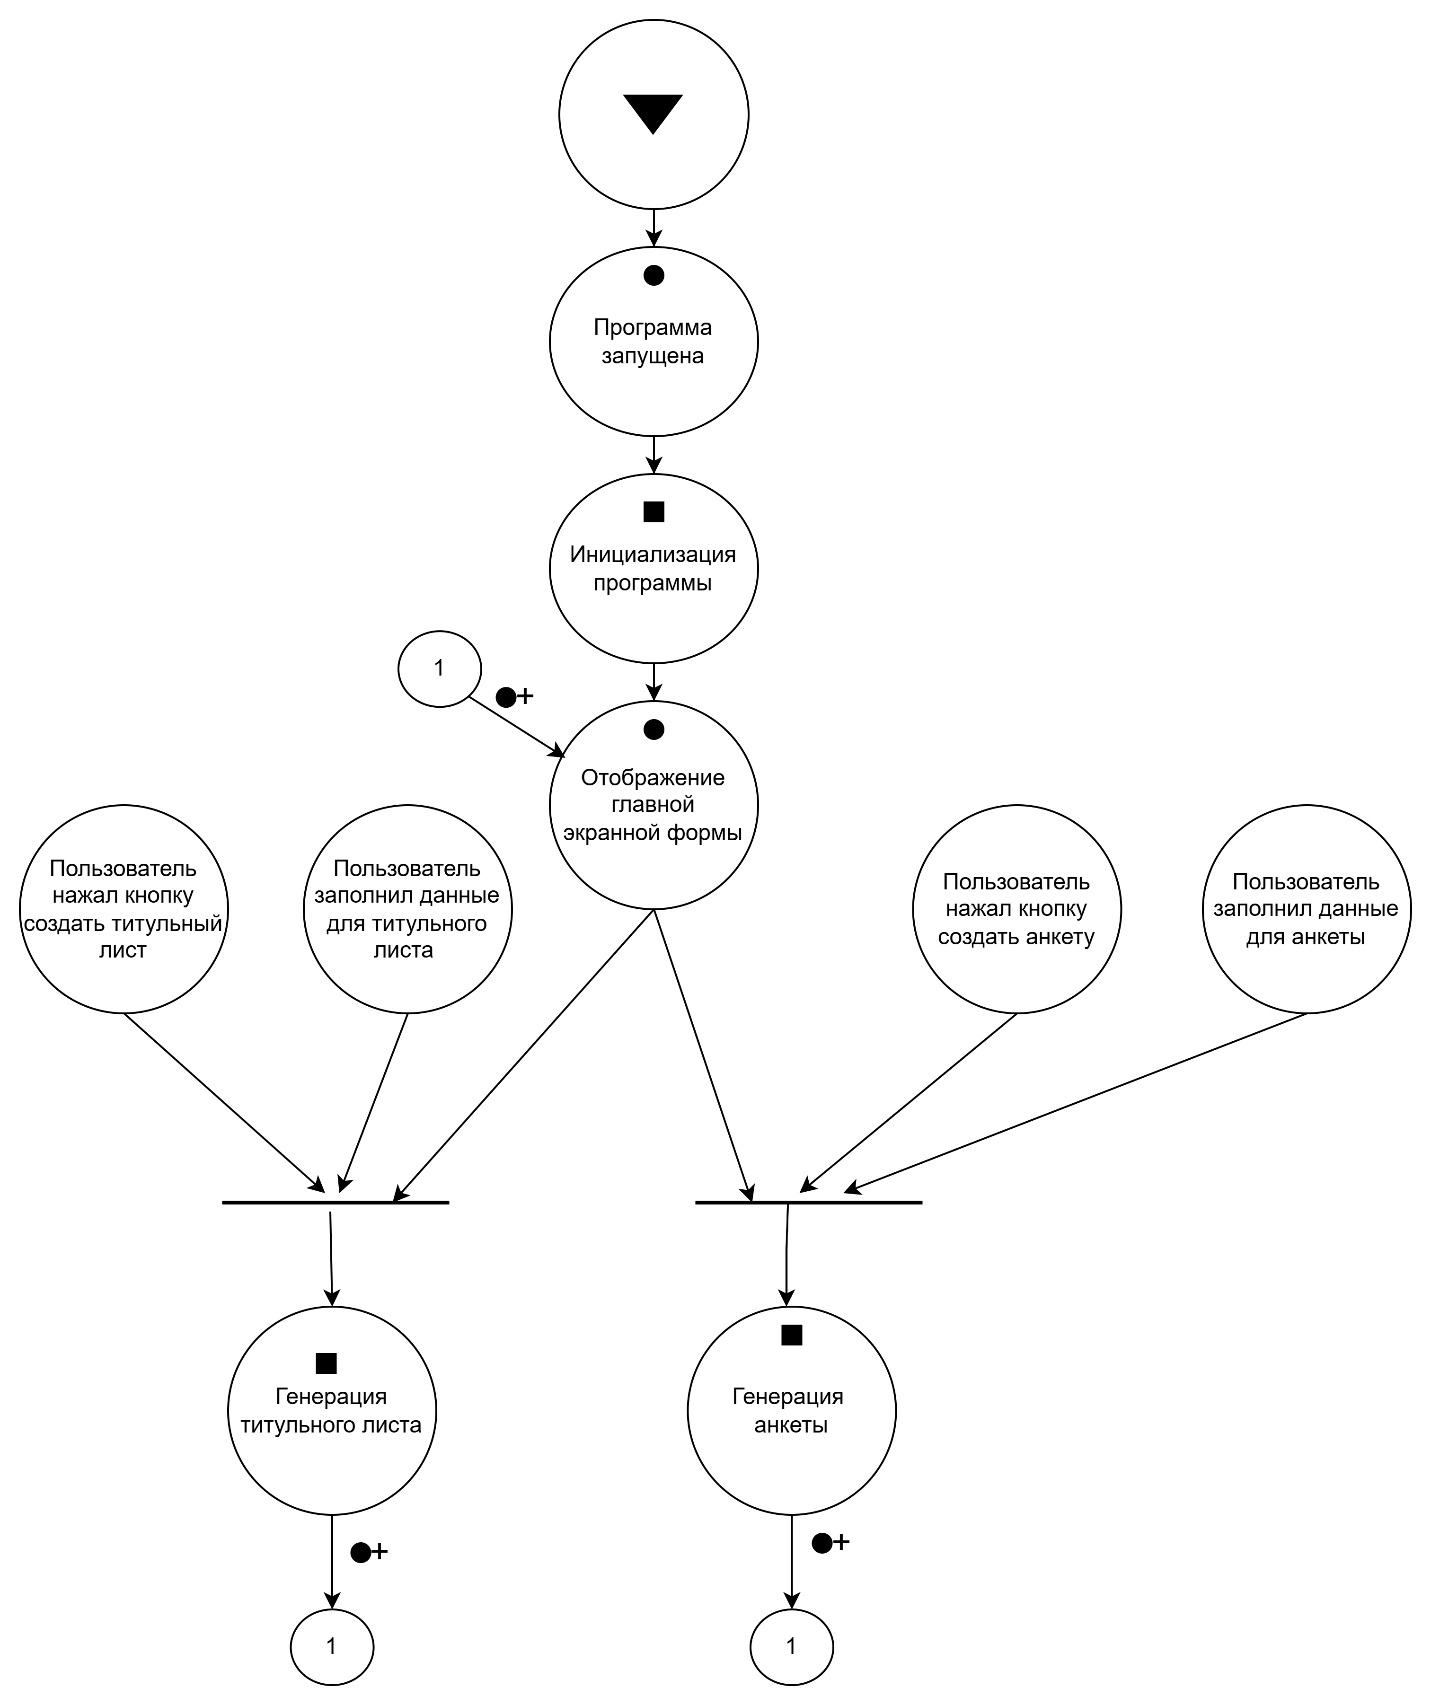 Программа
запущена
Инициализация
программы
1
+
Отображение
главной
экранной формы
Пользователь
нажал кнопку
создать титульный
лист
Пользователь
заполнил данные
для титульного
листа
Пользователь
нажал кнопку
создать анкету
Пользователь
заполнил данные
для анкеты
Генерация
титульного листа
Генерация
анкеты
+
+
1
1